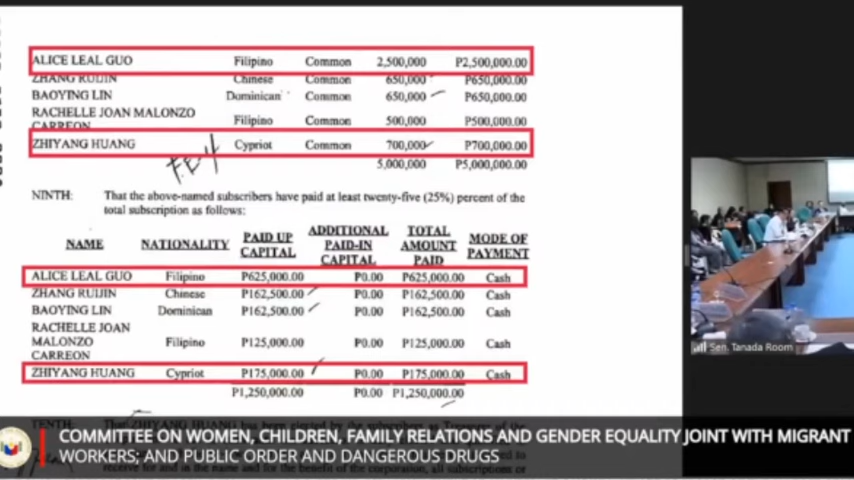 ALICE LEAL GUO Filipino Common 2,500,000 P2,500,000.00
ZHANG RUIJIN Chinese Common 650,000 P650,000.00
BAOYING LIN Dominican Common 650,000 P650,000.00
RACHELLE JOAN MALONZO
CARREON Filipino Common 500,000 P500,000.00
ZHIYANG HUANG Cypriot Common 700,000 P700,000.00
5,000,000 P5,000,000.00
NINTH: That the above-named subscribers have paid at least twenty-five (25%) percent of the
total subscription as follows:
NAME NATIONALITY PAID UP CAPITAL ADDITIONAL PAID-IN CAPITAL TOTAL AMOUNT PAID MODE OF PAYMENT
ALICE LEAL GUO Filipino P625,000.00 P0.00 P625,000.00 Cash
ZHANG RUIJIN Chinese P162,500.00 P0.00 P162,500.00 Cash
BAOYING LIN Dominican P162,500.00 P0.00 P162,500.00 Cash
RACHELLE JOAN
MALONZO Filipino P125,000.00 P0.00 P125,000.00 Cash
CARREON
ZHIYANG HUANG Cypriot P175,000.00 P0.00 P175,000.00 Cash
P1,250,000.00 P0.00 P1,250,000.00
Sen. Tanada Room
COMMITTEE ON WOMEN, CHILDREN, FAMILY RELATIONS AND GENDER EQUALITY JOINT WITH MIGRANT
WORKERS; AND PUBLIC ORDER AND DANGEROUS DRUGS